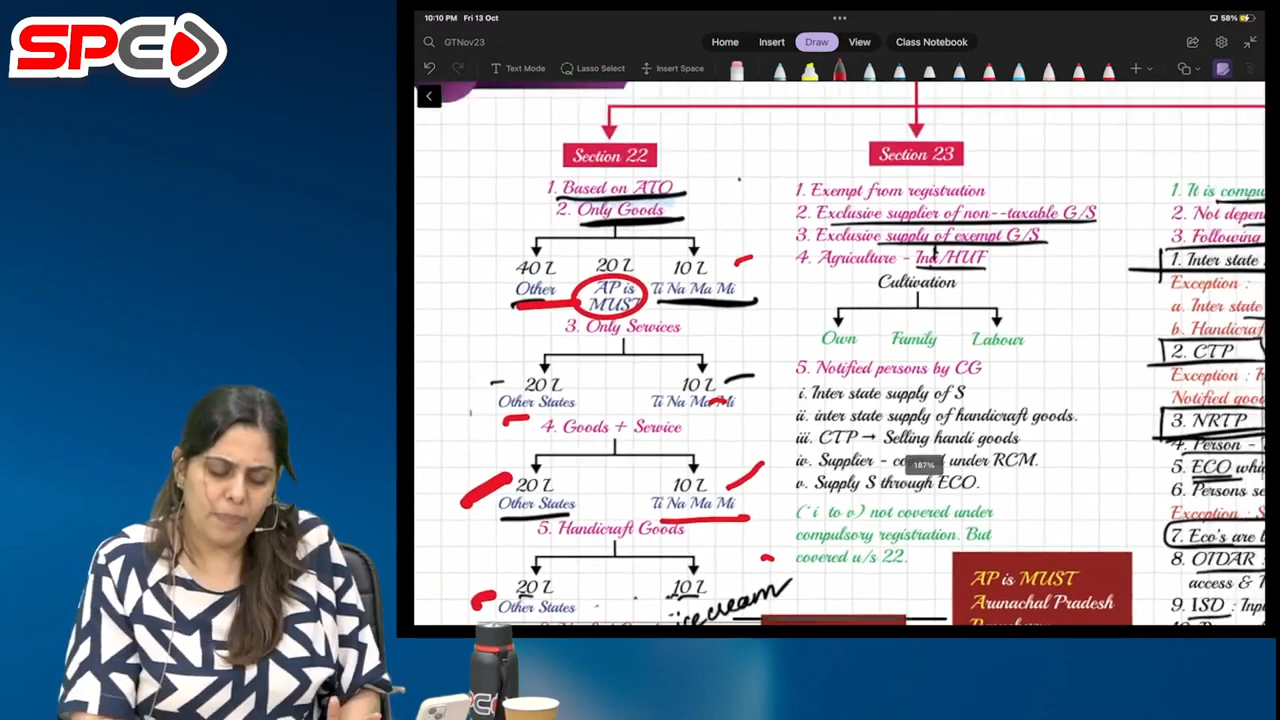 SPC
10:10 PM Fri 13 Oct
58%
GTNov23
Home Insert Draw View Class Notebook
Text Mode Lasso Select Insert Space
Section 22
1. Based on ATO
2. Only Goods
40 L 20 L 10 L
Other AP is Ti Na Ma Mi
MUST
3. Only Services
20 L 10 L
Other States Ti Na Ma Mi
4. Goods + Service
20 L 10 L
Other States Ti Na Ma Mi
5. Handicraft Goods
20 L 10 L
Other States
ice cream
Section 23
1. Exempt from registration
2. Exclusive supplier of non--taxable G/S
3. Exclusive supply of exempt G/S
4. Agriculture - Ind/HUF
Cultivation
Own Family Labour
5. Notified persons by CG
i. Inter state supply of S
ii. inter state supply of handicraft goods.
iii. CTP → Selling handi goods
iv. Supplier - under RCM.
187%
v. Supply S through ECO.
(i to v) not covered under
compulsory registration. But
covered u/s 22.
AP is MUST
Arunachal Pradesh
1. It is compu
2. Not depen
3. Following
1. Inter state
Exception :
a. Inter state
b. Handicraf
2. CTP
Exception :
Notified goo
3. NRTP
4. Person -
5. ECO whi
6. Persons se
Exception : S
7. Eco's are
8. OIDAR :
access &
9. ISD : Inpu
SPC